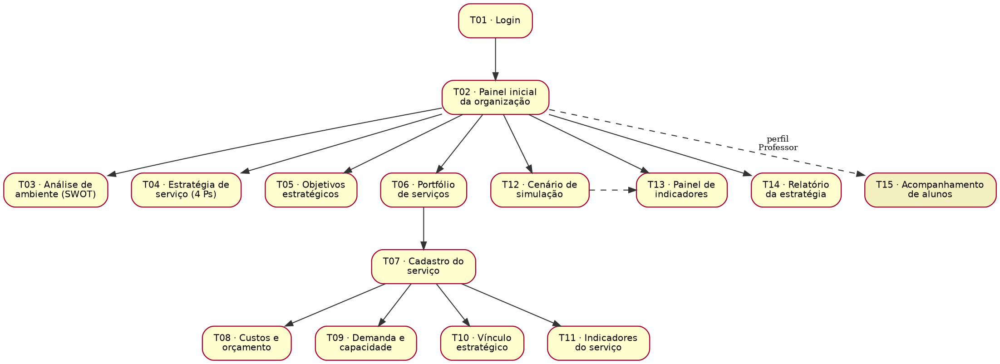 T01 · Login
T02 · Painel inicial
da organização
perfil
Professor
T03 · Análise de
ambiente (SWOT)
T04 · Estratégia de
serviço (4 Ps)
T05 · Objetivos
estratégicos
T06 · Portfólio
de serviços
T12 · Cenário de
simulação
T13 · Painel de
indicadores
T14 · Relatório
da estratégia
T15 · Acompanhamento
de alunos
T07 · Cadastro do
serviço
T08 · Custos e
orçamento
T09 · Demanda e
capacidade
T10 · Vínculo
estratégico
T11 · Indicadores
do serviço